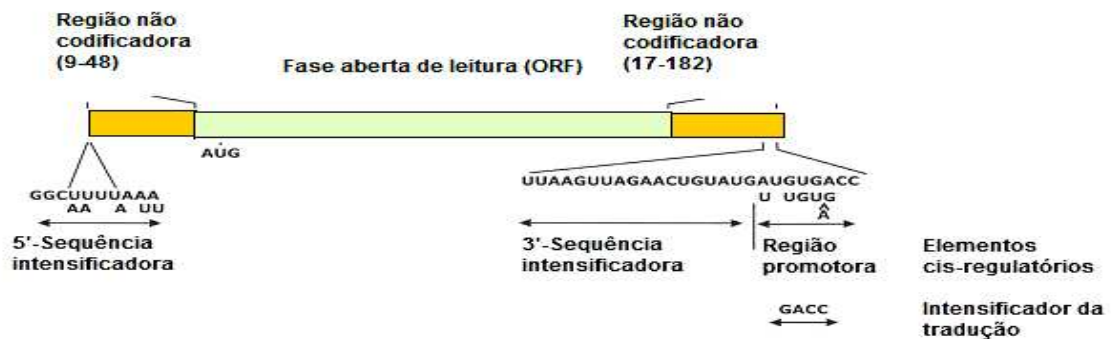 Região não
codificadora
(9-48)
Fase aberta de leitura (ORF)
Região não
codificadora
(17-182)
AUG
GGCUUUUAAA
AA A UU
5'-Sequência
intensificadora
UUAAGUUAGAACUGUAUGAUGUGACC
U UGUG
A
A
3'-Sequência
intensificadora
Região
promotora
Elementos
cis-regulatórios
GACC
Intensificador da
tradução